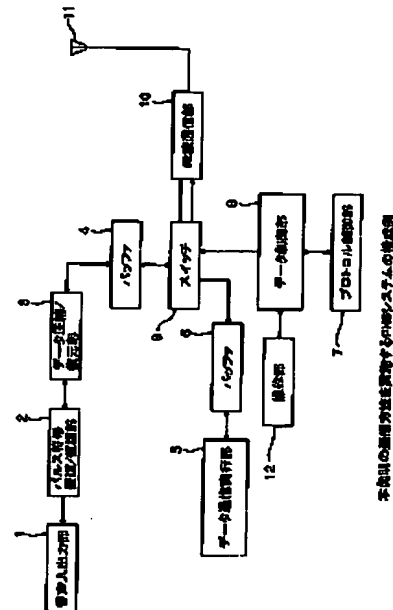 1
音声入出力部
2
パルス符号
変調/復調部
8
データ圧縮/
復元部
4
バッファ
9
スイッチ
10
無線通信部
11
5
データ通信実行部
6
バッファ
12
操作部
8
データ制御部
7
プロトコル制御部
本発明の通信方法を実現するPHSシステムの構成例